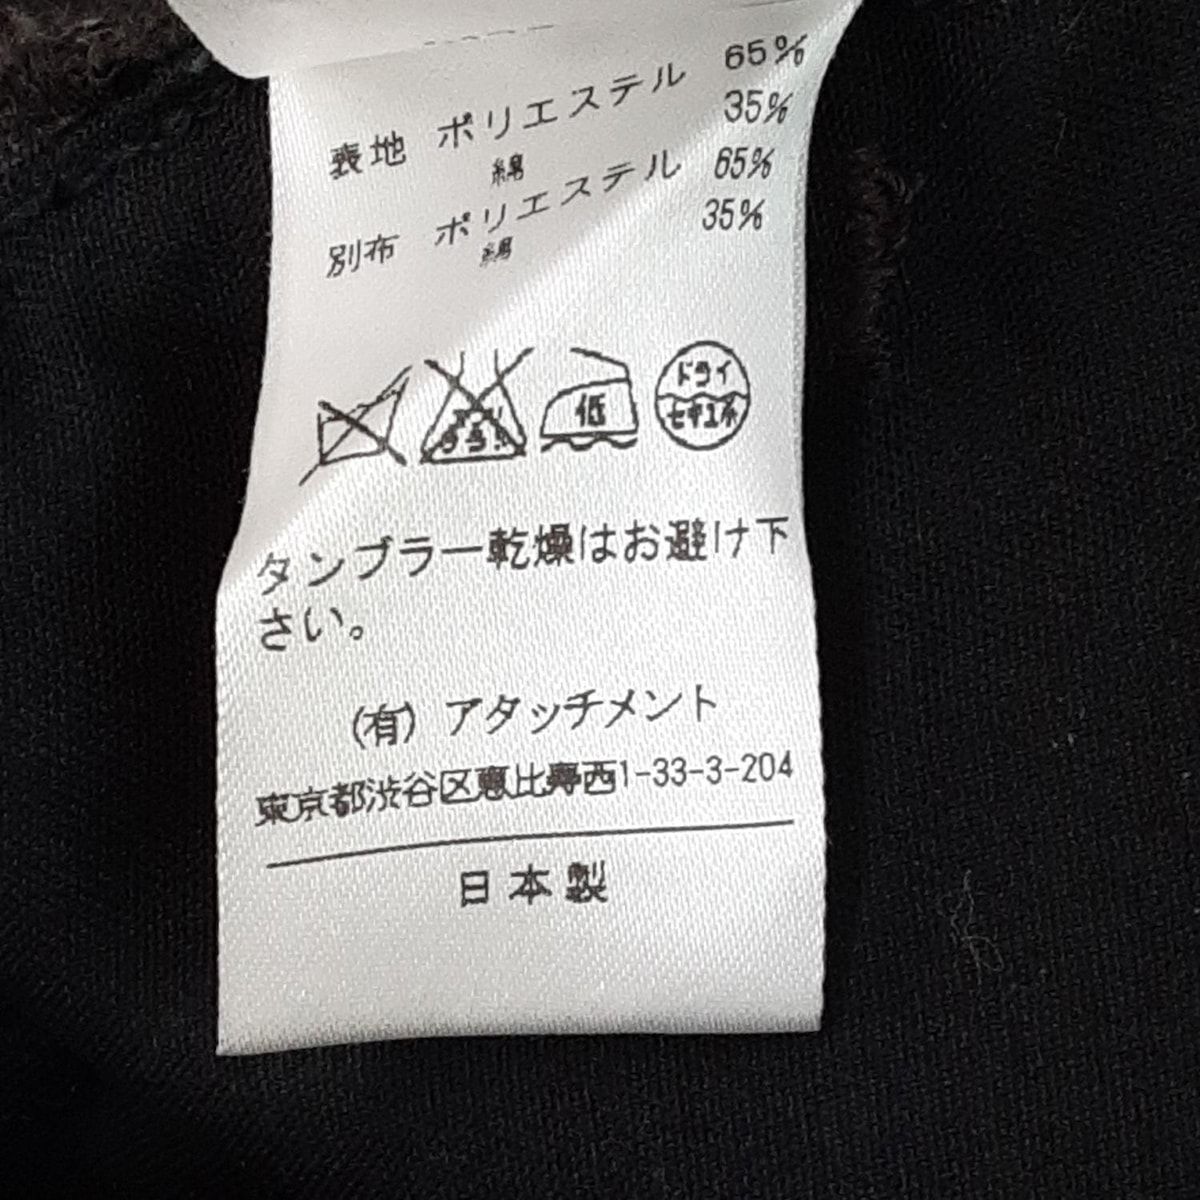 表地 ポリエステル 65%
綿 35%
別布 ポリエステル 65%
綿 35%
低
ドライ
セキユ系
タンブラー乾燥はお避け下
さい。
(有) アタッチメント
東京都渋谷区恵比寿西1-33-3-204
日本製